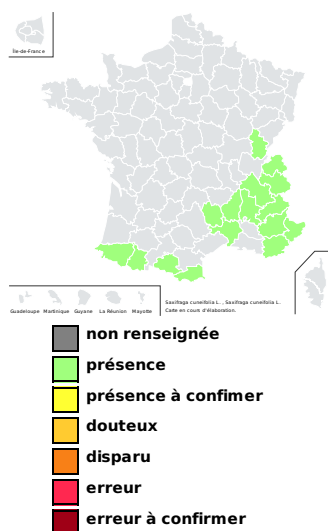 Île-de-France
Guadeloupe Martinique Guyane La Réunion Mayotte
Saxifraga cuneifolia L. , Saxifraga cuneifolia L.
Carte en cours d'élaboration.
non renseignée
présence
présence à confimer
douteux
disparu
erreur
erreur à confirmer